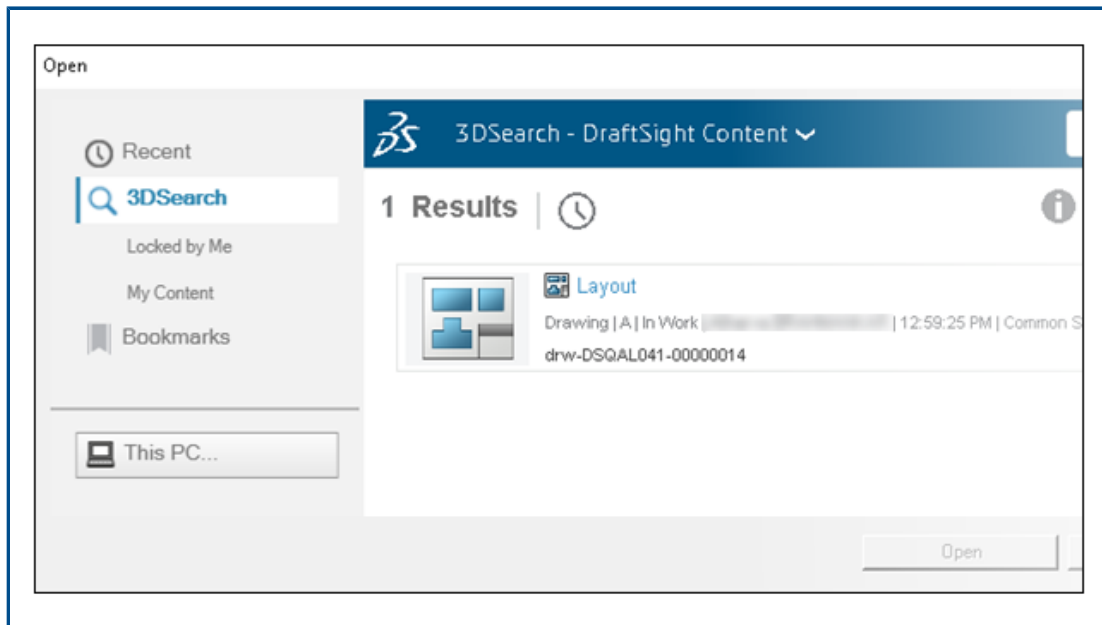 Open
Recent
3DSearch
Locked by Me
My Content
Bookmarks
This PC...
3DSearch - DraftSight Content
1 Results
Layout
Drawing | A | In Work | 12:59:25 PM | Common S
drw-DSQAL041-00000014
Open